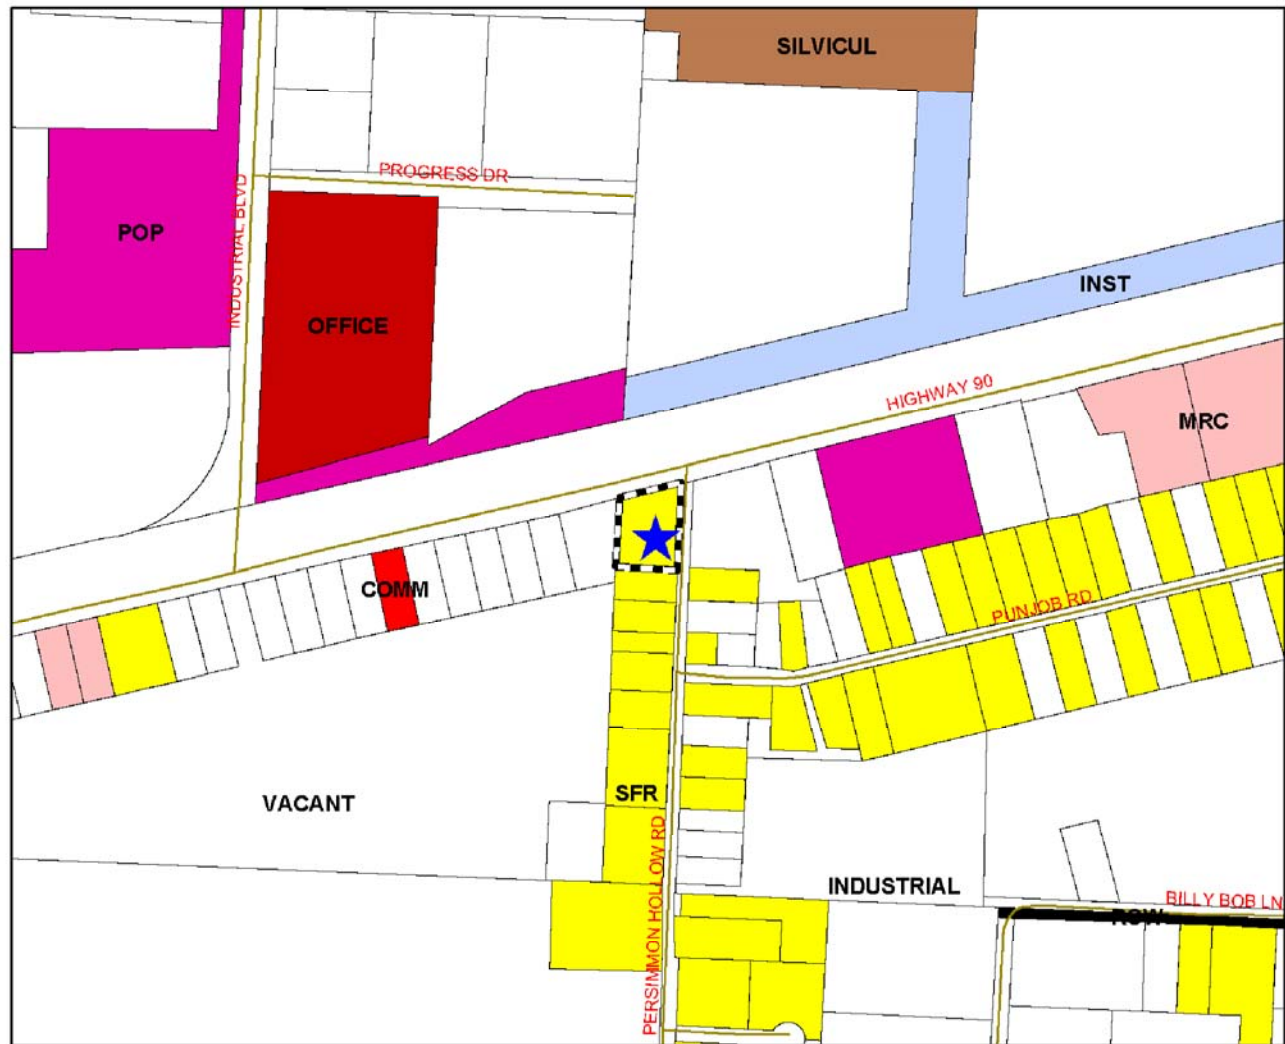 SILVICUL
PROGRESS DR
INDUSTRIAL BLVD
POP
INST
OFFICE
HIGHWAY 90
MRC
COMM
PUNJOB RD
VACANT
SFR
PERSIMMON HOLLOW RD
INDUSTRIAL
BILLY BOB LN
ROW